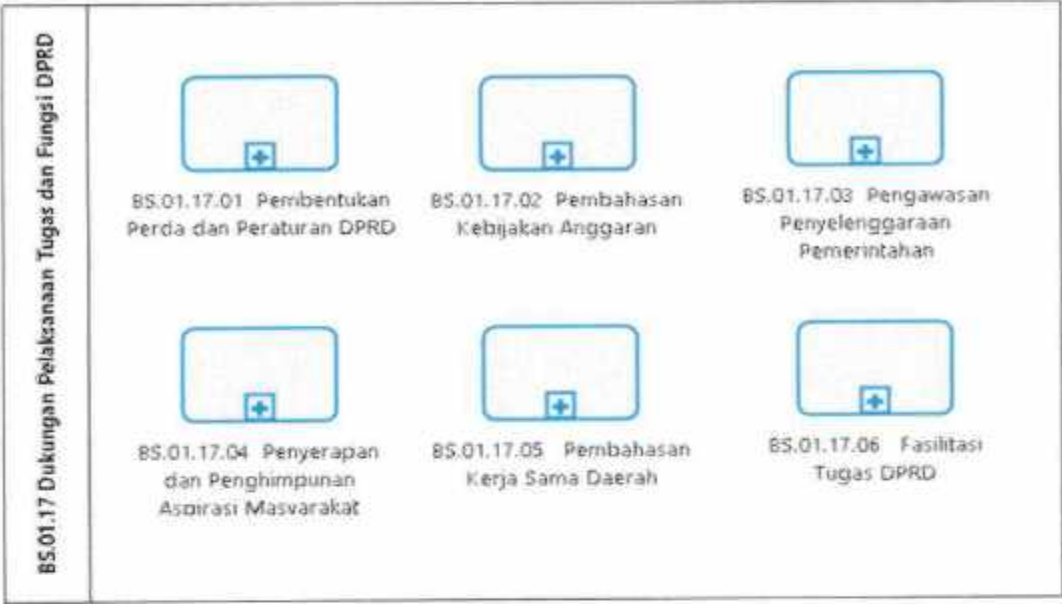 BS.01.17 Dukungan Pelaksanaan Tugas dan Fungsi DPRD
BS.01.17.01 Pembentukan
Perda dan Peraturan DPRD
BS.01.17.02 Pembahasan
Kebijakan Anggaran
BS.01.17.03 Pengawasan
Penyelenggaraan
Pemerintahan
BS.01.17.04 Penyerapan
dan Penghimpunan
Aspirasi Masyarakat
BS.01.17.05 Pembahasan
Kerja Sama Daerah
BS.01.17.06 Fasilitasi
Tugas DPRD